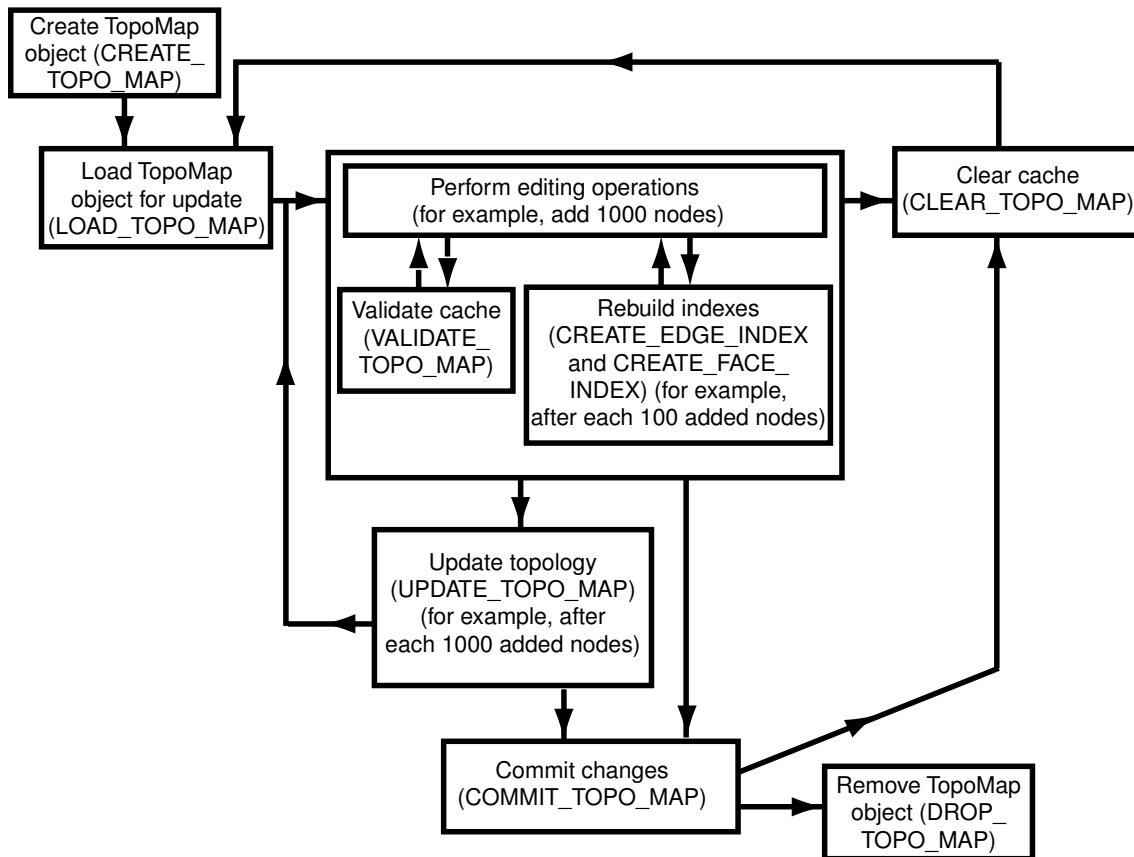 Create TopoMap
object (CREATE_
TOPO_MAP)
Load TopoMap
object for update
(LOAD_TOPO_MAP)
Perform editing operations
(for example, add 1000 nodes)
Clear cache
(CLEAR_TOPO_MAP)
Validate cache
(VALIDATE_
TOPO_MAP)
Rebuild indexes
(CREATE_EDGE_INDEX
and CREATE_FACE_
INDEX) (for example,
after each 100 added nodes)
Update topology
(UPDATE_TOPO_MAP)
(for example, after
each 1000 added nodes)
Commit changes
(COMMIT_TOPO_MAP)
Remove TopoMap
object (DROP_
TOPO_MAP)